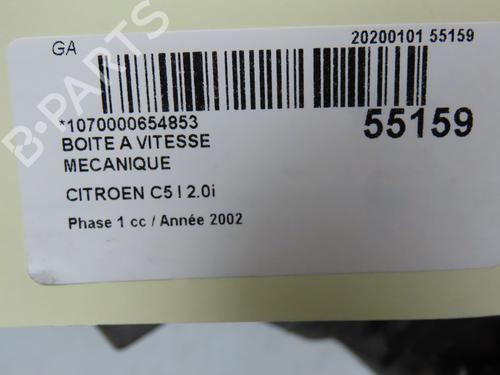 GA
20200101 55159
*1070000654853
55159
BOITE A VITESSE
MECANIQUE
CITROEN C5 I 2.0i
Phase 1 cc / Année 2002
B-PARTS